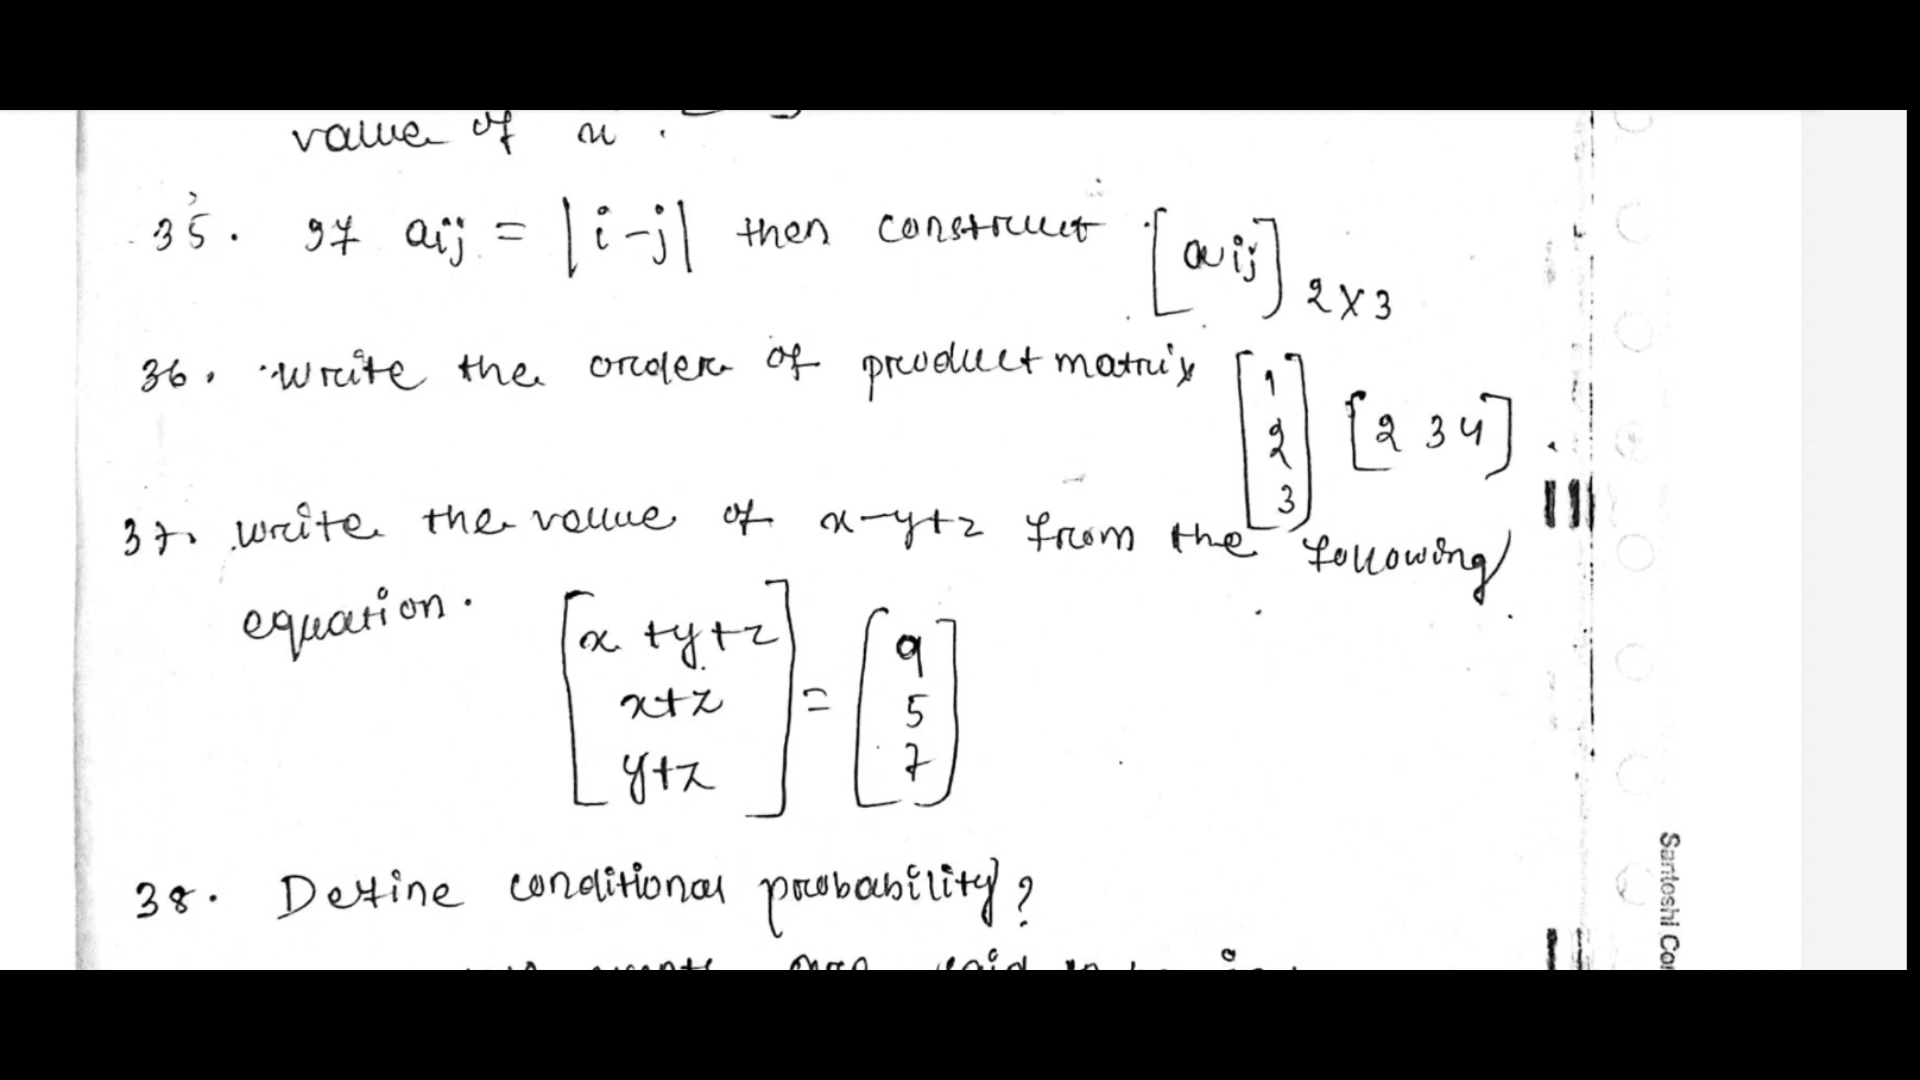 value of x.
35. If aij = |i-j| then construct [aij] 2X3
36. Write the order of product matrix [1 2 3] [2 3 4].
37. Write the value of x-y+z from the following
equation. [x+y+z x+z y+z] = [9 5 7]
38. Define conditional probability?
Santoshi Co